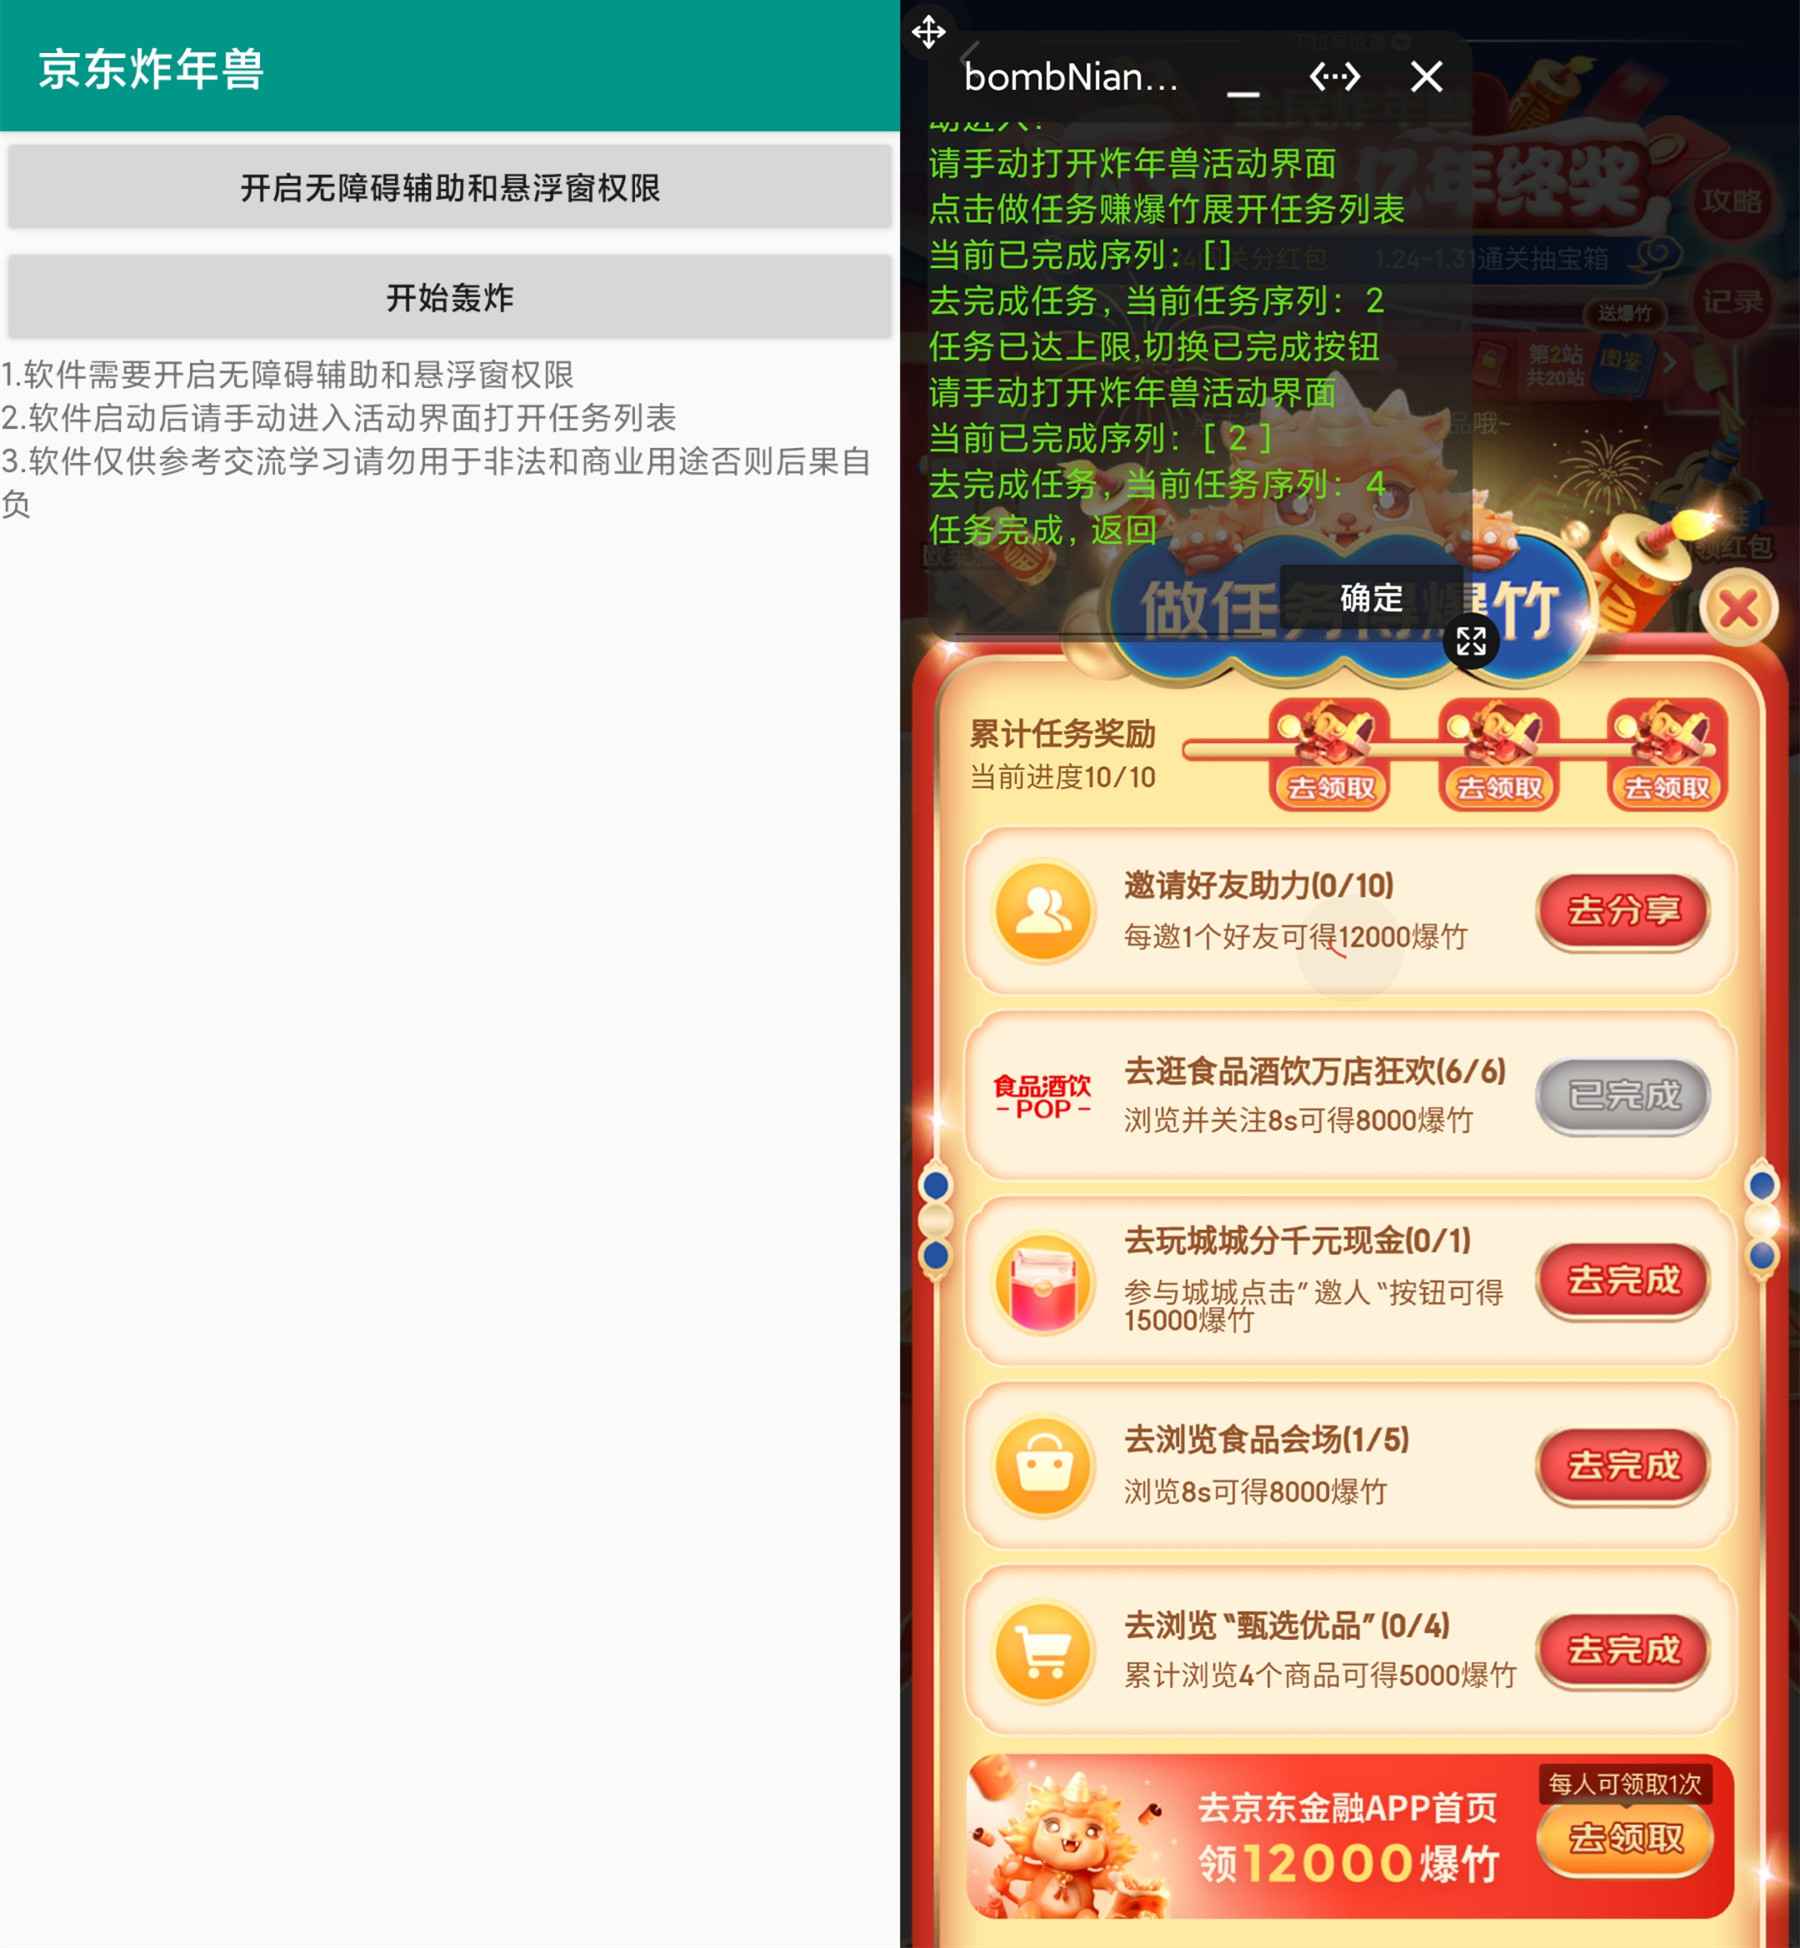 京东炸年兽
开启无障碍辅助和悬浮窗权限
开始轰炸
1.软件需要开启无障碍辅助和悬浮窗权限
2.软件启动后请手动进入活动界面打开任务列表
3.软件仅供参考交流学习请勿用于非法和商业用途否则后果自
负
bombNian...
动进入!
请手动打开炸年兽活动界面
点击做任务赚爆竹展开任务列表
当前已完成序列: []
去完成任务, 当前任务序列: 2
任务已达上限,切换已完成按钮
请手动打开炸年兽活动界面
当前已完成序列: [ 2 ]
去完成任务, 当前任务序列: 4
任务完成, 返回
确定
亿年终奖
攻略
分红包
1.24-1.31通关抽宝箱
记录
送爆竹
第2站
共20站
图鉴
品哦~
领红包
做任务得爆竹
累计任务奖励
当前进度10/10
去领取
去领取
去领取
邀请好友助力(0/10)
每邀1个好友可得12000爆竹
去分享
食品酒饮
- POP -
去逛食品酒饮万店狂欢(6/6)
浏览并关注8s可得8000爆竹
已完成
去玩城城分千元现金(0/1)
参与城城点击"邀人"按钮可得
15000爆竹
去完成
去浏览食品会场(1/5)
浏览8s可得8000爆竹
去完成
去浏览"甄选优品"(0/4)
累计浏览4个商品可得5000爆竹
去完成
去京东金融APP首页
领12000爆竹
每人可领取1次
去领取